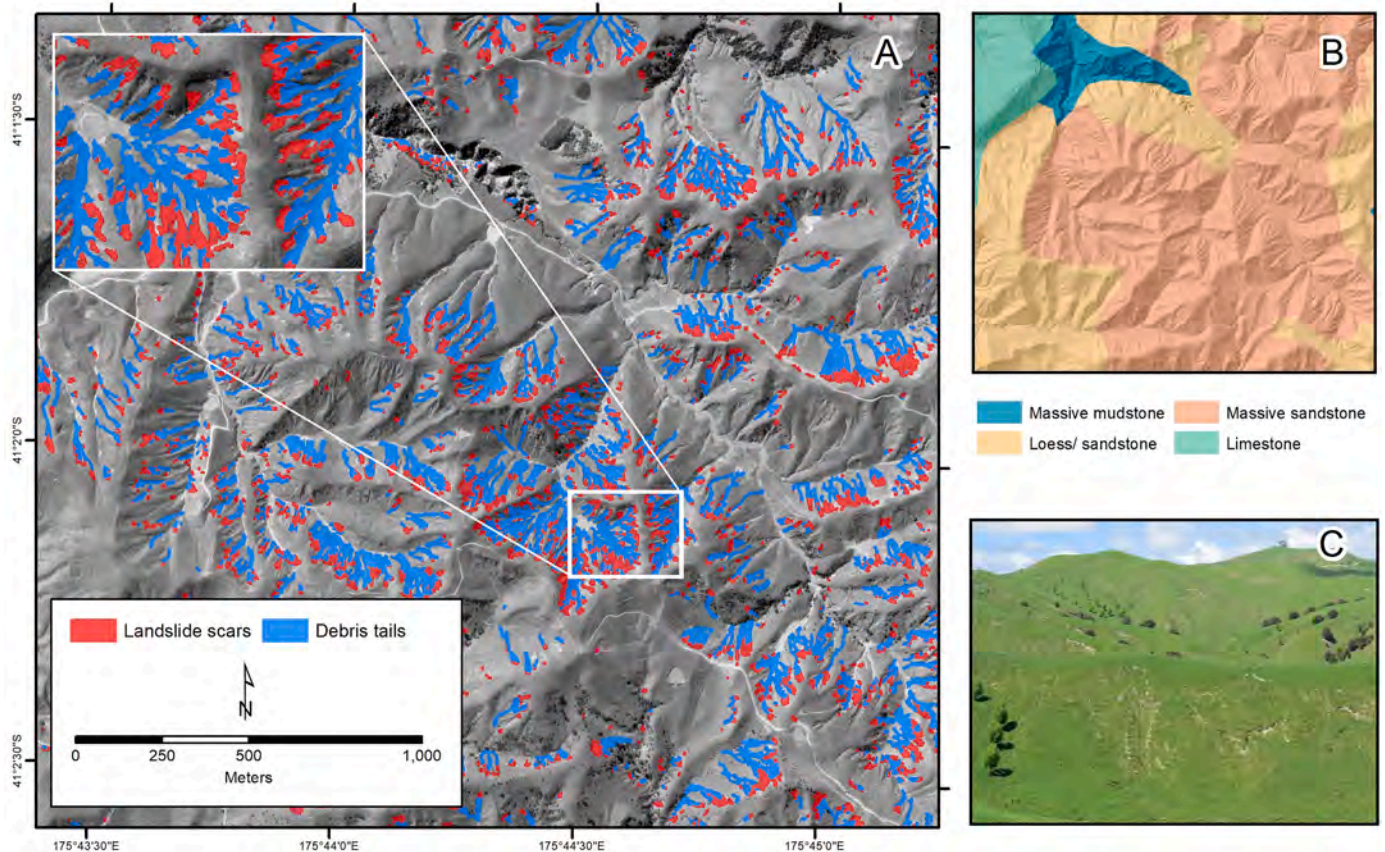 A
41°1'30"S
41°2'0"S
41°2'30"S
Landslide scars
Debris tails
N
0 250 500 1,000
Meters
175°43'30"E 175°44'0"E 175°44'30"E 175°45'0"E
B
Massive mudstone
Massive sandstone
Loess/ sandstone
Limestone
C